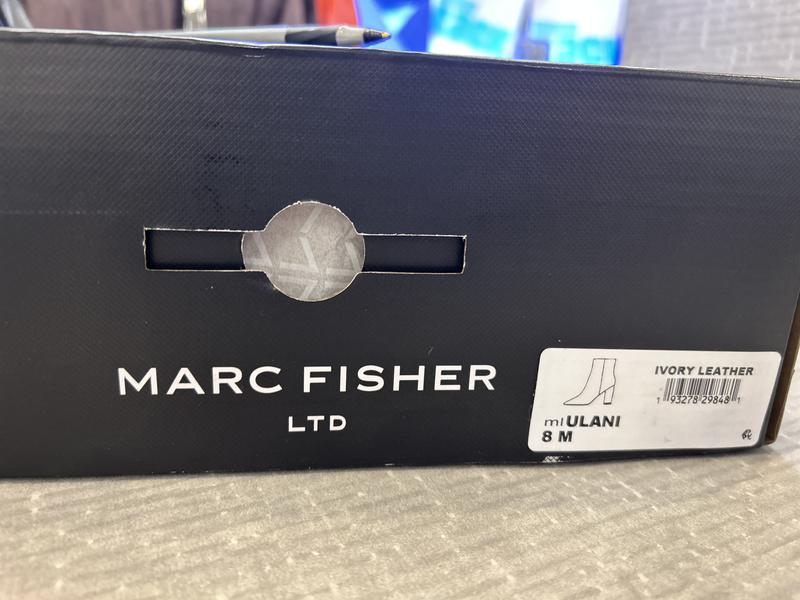 MARC FISHER
LTD
IVORY LEATHER
1 93278 29848 1
mlULANI
8 M